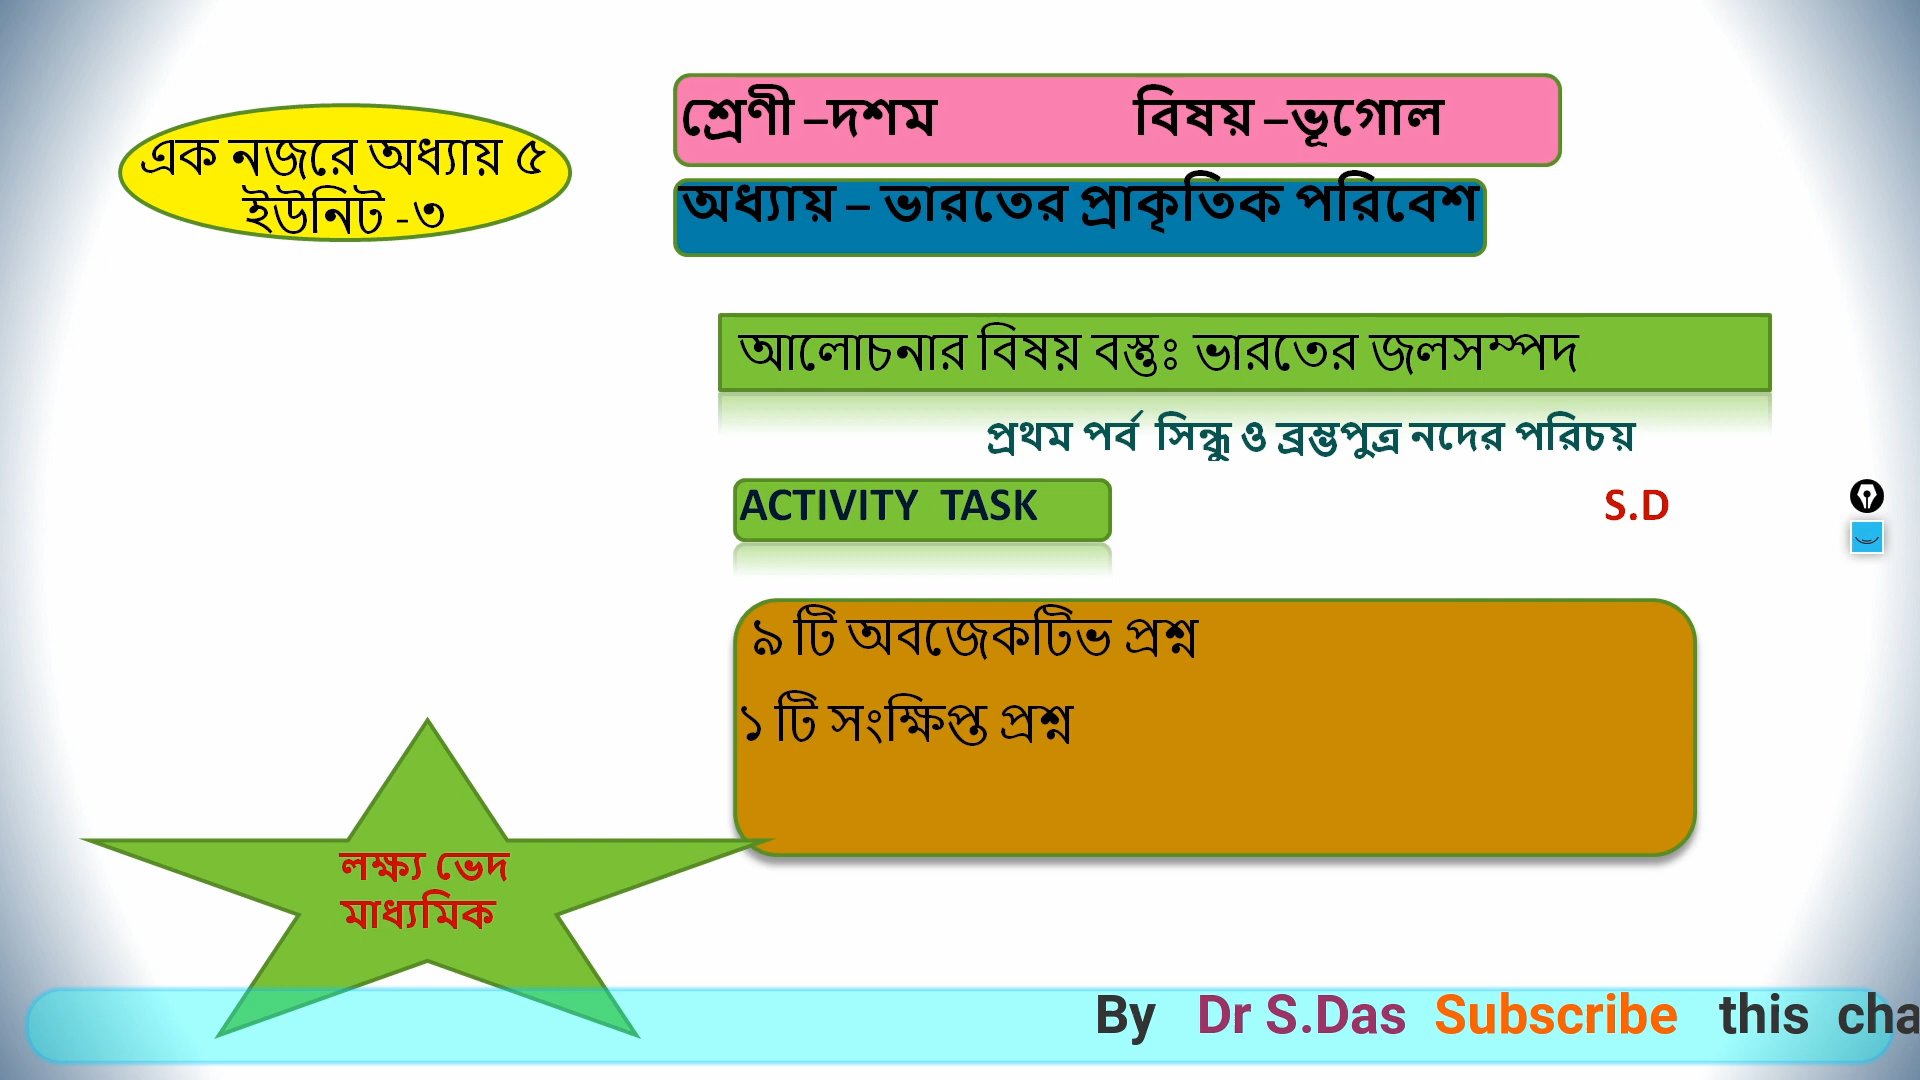 এক নজরে অধ্যায় ৫
ইউনিট -৩
শ্রেণী –দশম বিষয় –ভূগোল
অধ্যায় – ভারতের প্রাকৃতিক পরিবেশ
আলোচনার বিষয় বস্তুঃ ভারতের জলসম্পদ
প্রথম পর্ব সিন্ধু ও ব্রম্ভপুত্র নদের পরিচয়
ACTIVITY TASK S.D
৯ টি অবজেকটিভ প্রশ্ন
১ টি সংক্ষিপ্ত প্রশ্ন
লক্ষ্য ভেদ
মাধ্যমিক
By Dr S.Das Subscribe this cha